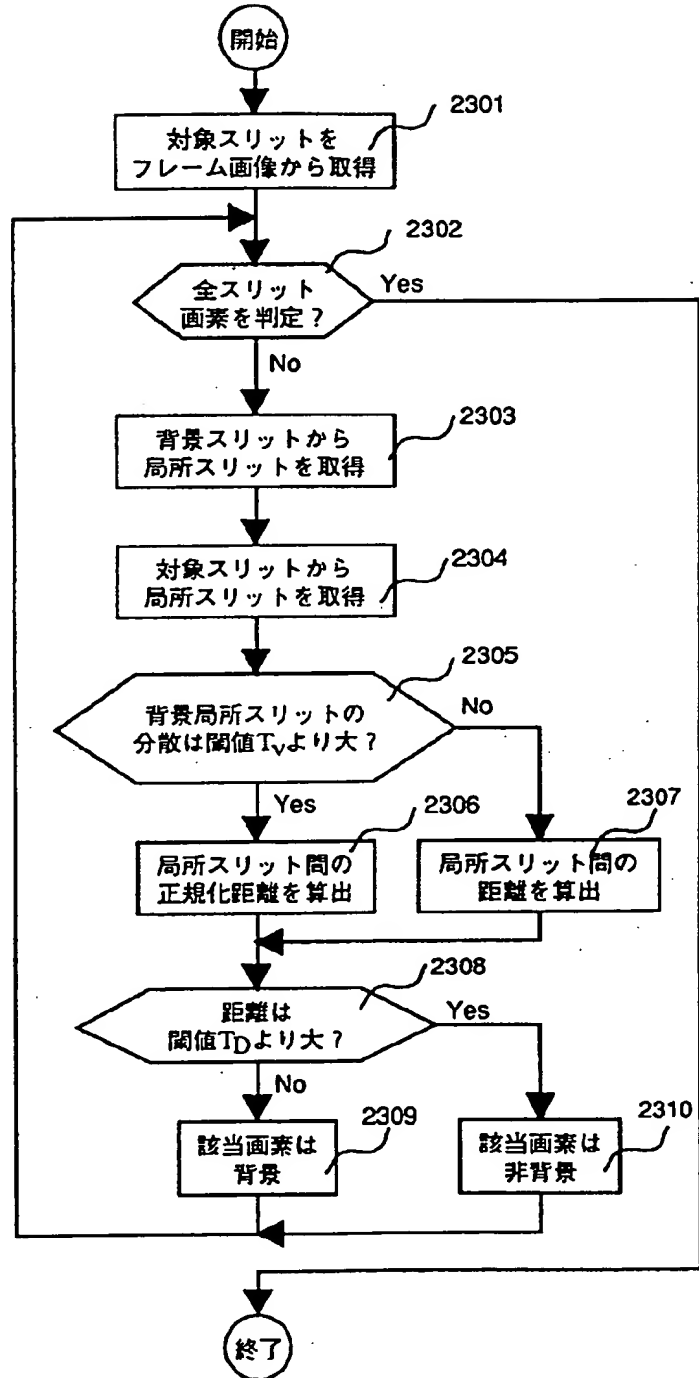 開始
2301
対象スリットを
フレーム画像から取得
2302
全スリット
画素を判定?
Yes
No
2303
背景スリットから
局所スリットを取得
2304
対象スリットから
局所スリットを取得
2305
背景局所スリットの
分散は閾値Tvより大?
No
Yes
2306
局所スリット間の
正規化距離を算出
2307
局所スリット間の
距離を算出
2308
距離は
閾値TDより大?
Yes
No
2309
該当画素は
背景
2310
該当画素は
非背景
終了